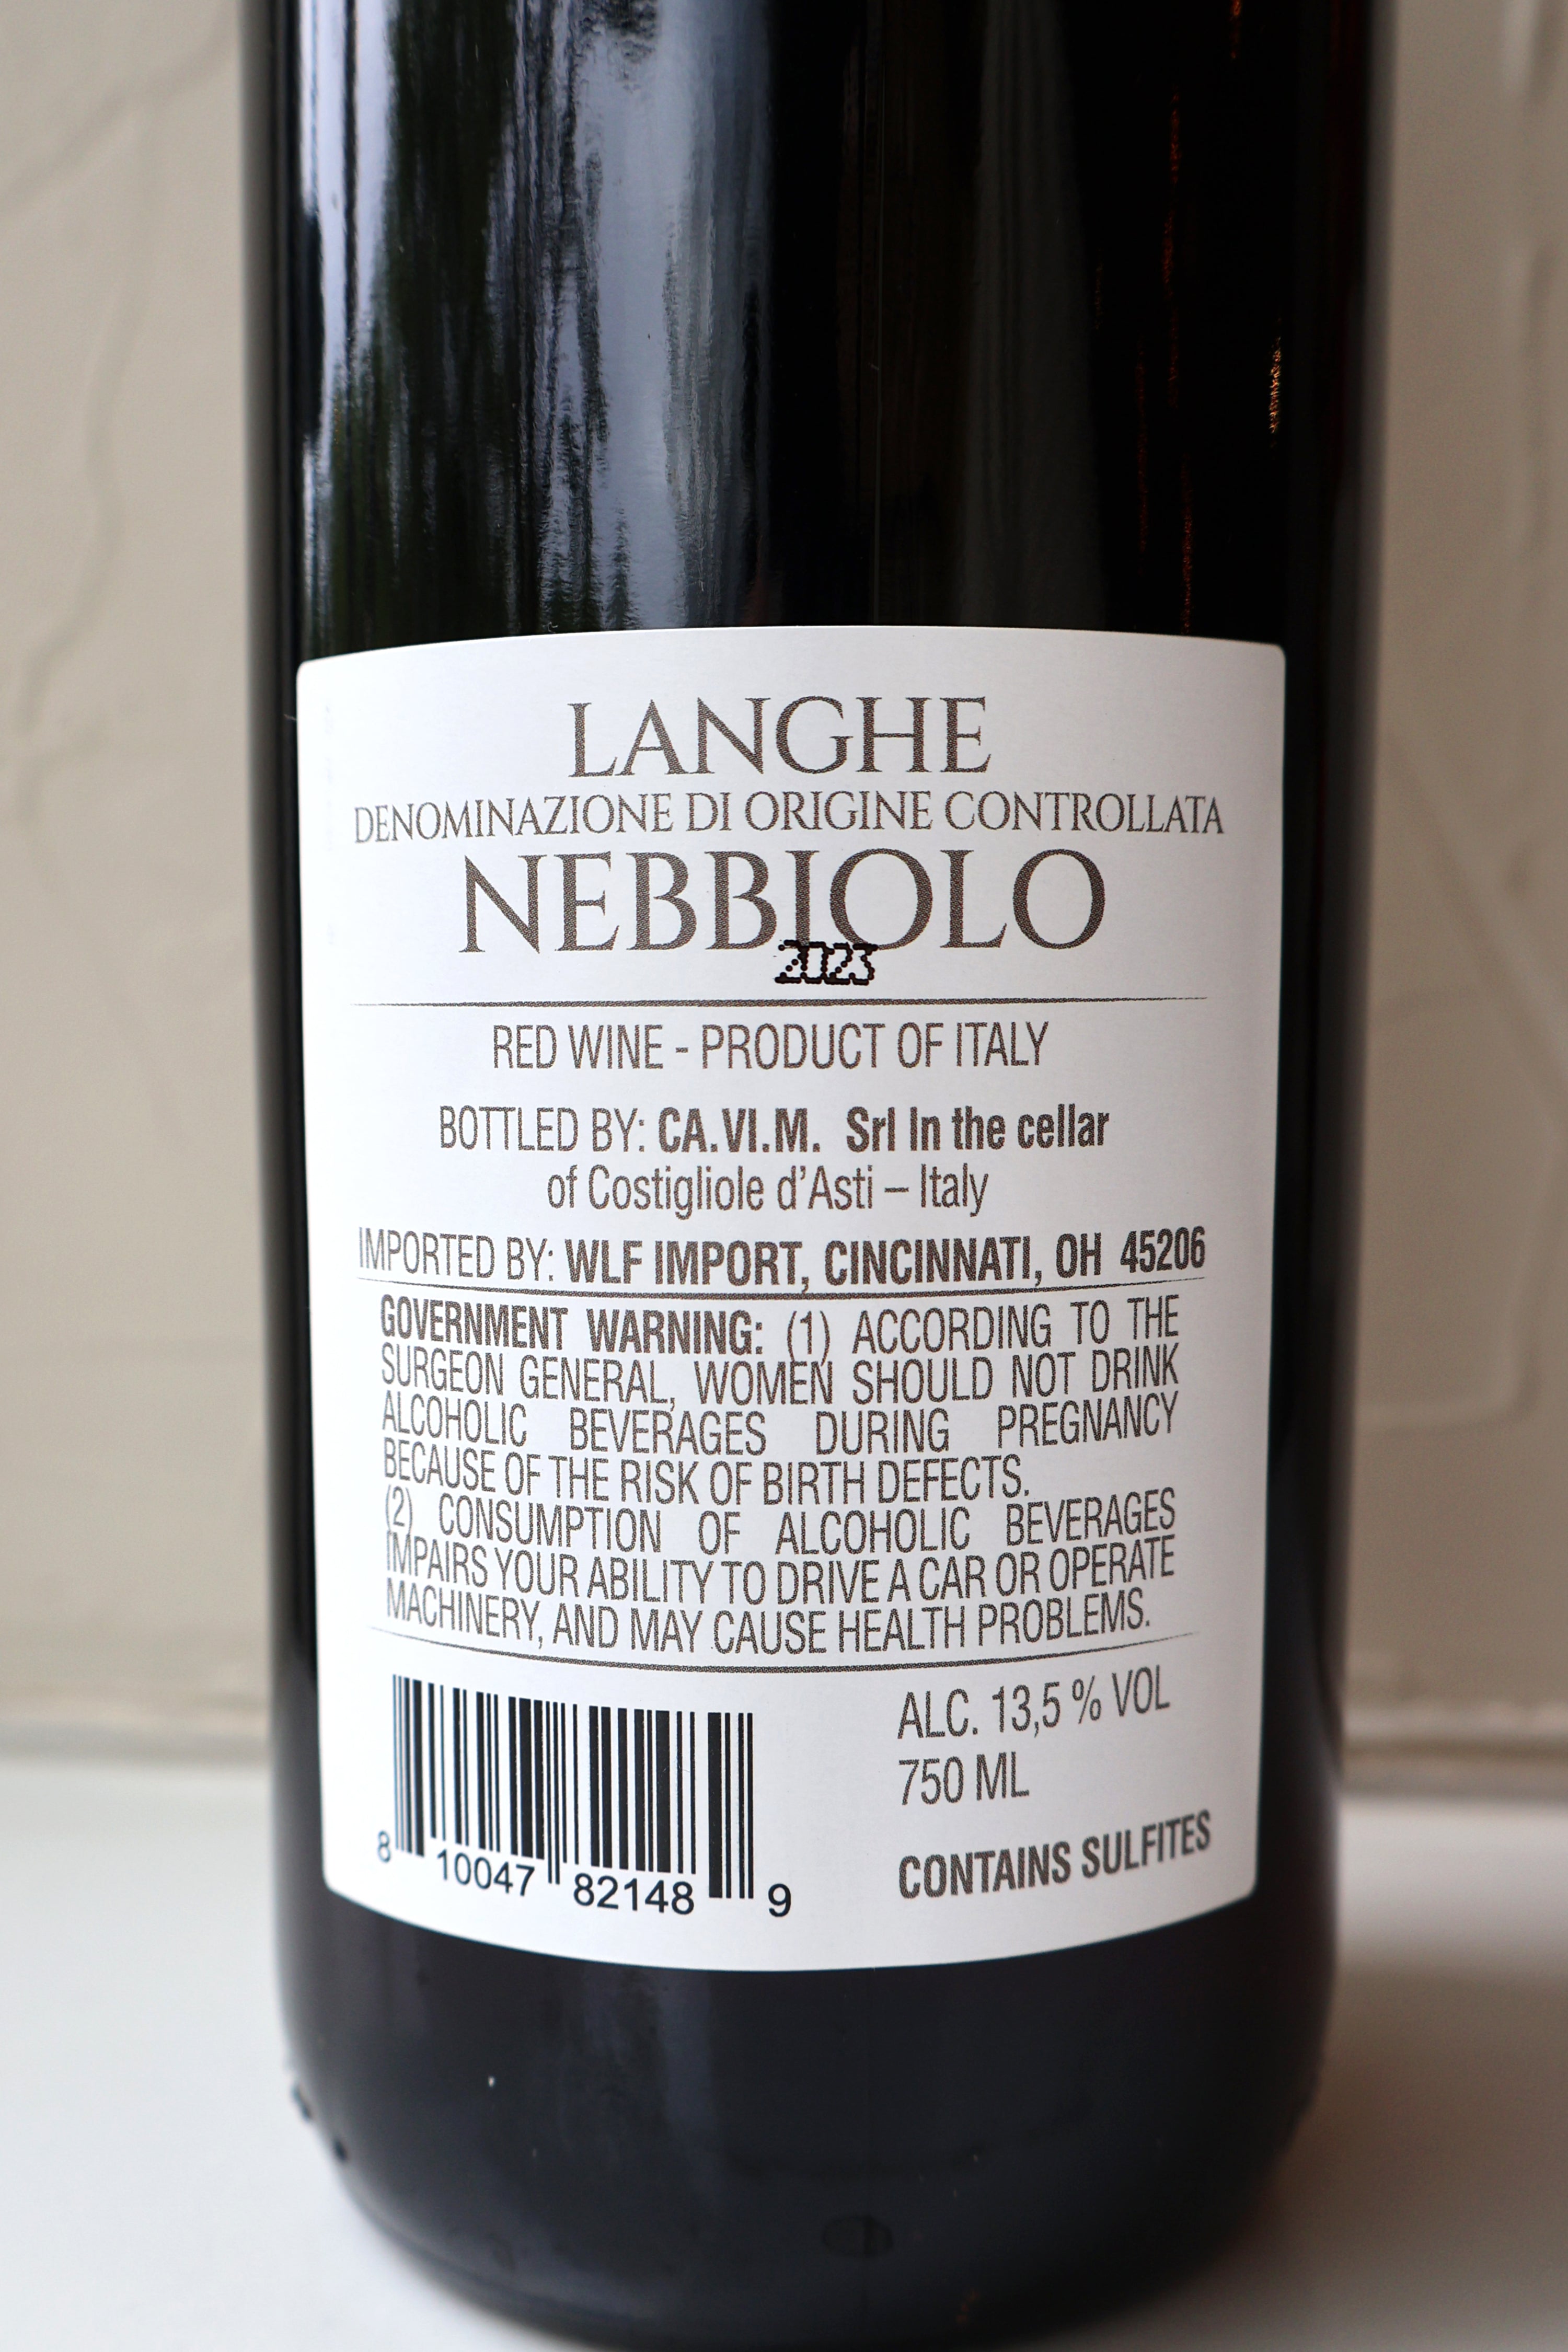 LANGHE
DENOMINAZIONE DI ORIGINE CONTROLLATA
NEBBIOLO
2023
RED WINE - PRODUCT OF ITALY
BOTTLED BY: CA.VI.M. Srl In the cellar
of Costigliole d'Asti – Italy
IMPORTED BY: WLF IMPORT, CINCINNATI, OH 45206
GOVERNMENT WARNING: (1) ACCORDING TO THE
SURGEON GENERAL, WOMEN SHOULD NOT DRINK
ALCOHOLIC BEVERAGES DURING PREGNANCY
BECAUSE OF THE RISK OF BIRTH DEFECTS.
(2) CONSUMPTION OF ALCOHOLIC BEVERAGES
IMPAIRS YOUR ABILITY TO DRIVE A CAR OR OPERATE
MACHINERY, AND MAY CAUSE HEALTH PROBLEMS.
8 10047 82148 9
ALC. 13,5 % VOL
750 ML
CONTAINS SULFITES